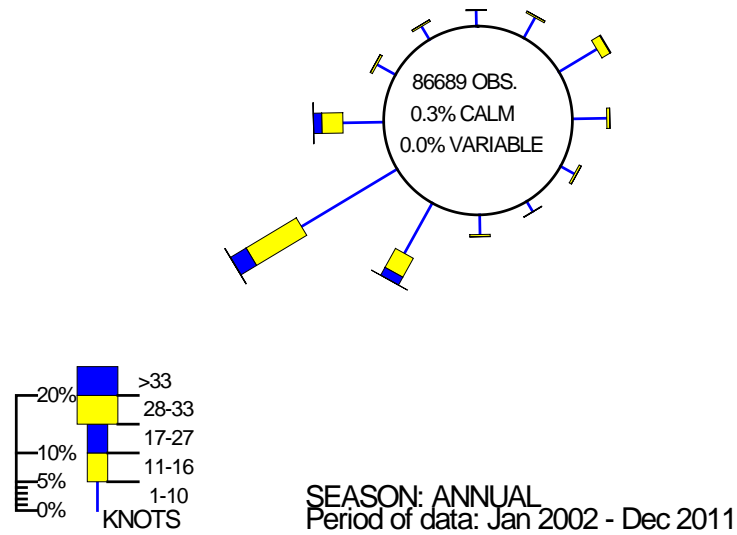 86689 OBS.
0.3% CALM
0.0% VARIABLE
>33
20%
28-33
17-27
10%
11-16
5%
1-10
0%
KNOTS
SEASON: ANNUAL
Period of data: Jan 2002 - Dec 2011